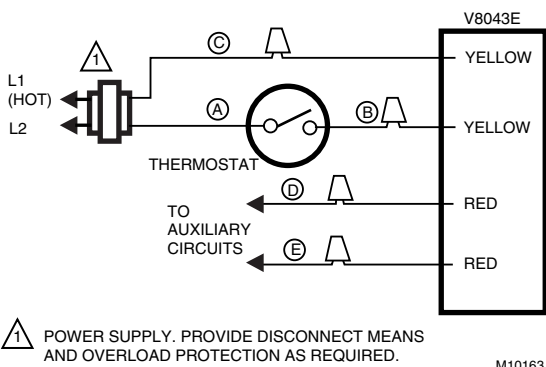 V8043E
C
1
YELLOW
L1
(HOT)
A
B
L2
YELLOW
THERMOSTAT
D
RED
TO
AUXILIARY
CIRCUITS
E
RED
1 POWER SUPPLY. PROVIDE DISCONNECT MEANS
AND OVERLOAD PROTECTION AS REQUIRED.
M10163